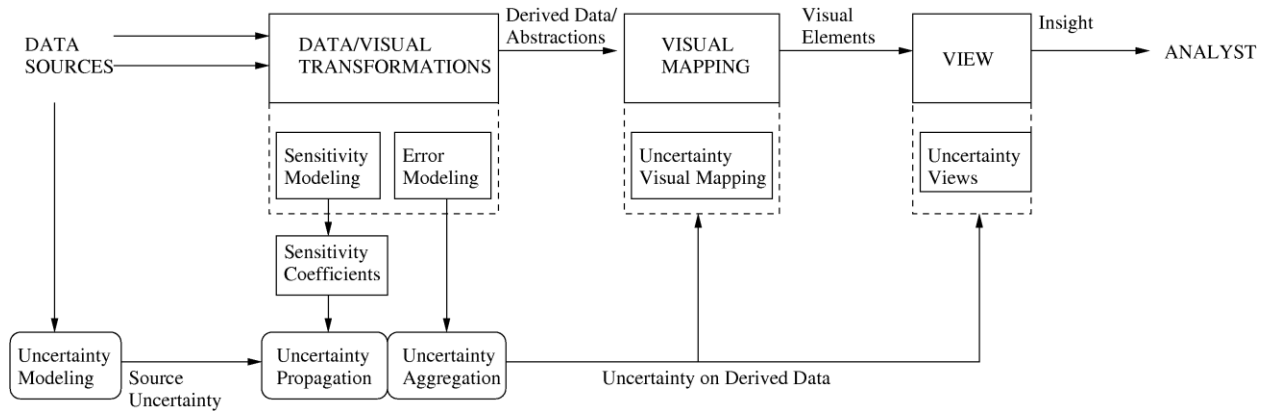 DATA
SOURCES
DATA/VISUAL
TRANSFORMATIONS
Derived Data/
Abstractions
VISUAL
MAPPING
Visual
Elements
VIEW
Insight
ANALYST
Sensitivity
Modeling
Error
Modeling
Uncertainty
Visual Mapping
Uncertainty
Views
Sensitivity
Coefficients
Uncertainty
Modeling
Source
Uncertainty
Uncertainty
Propagation
Uncertainty
Aggregation
Uncertainty on Derived Data